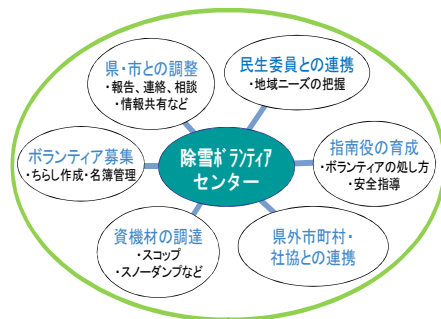 県・市との調整
・報告、連絡、相談
・情報共有など
民生委員との連携
・地域ニーズの把握
ボランティア募集
・ちらし作成・名簿管理
除雪ﾎﾞﾗﾝﾃｨｱ
センター
指南役の育成
・ボランティアの処し方
・安全指導
資機材の調達
・スコップ
・スノーダンプなど
県外市町村・
社協との連携